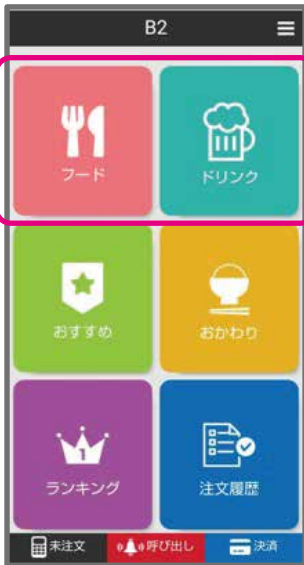 B2
フード
ドリンク
おすすめ
おかわり
1
ランキング
注文履歴
未注文
呼び出し
決済